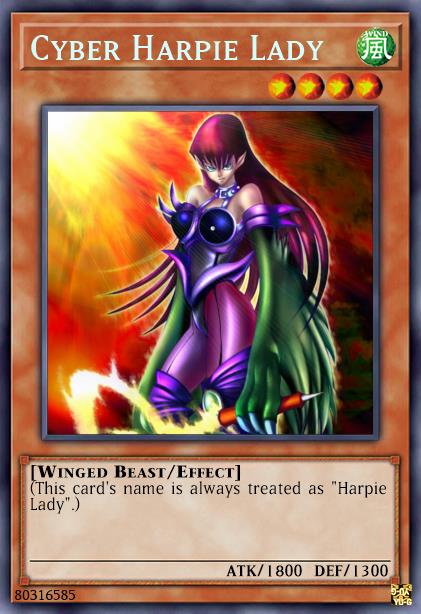 Cyber Harpie Lady
WIND
風
[Winged Beast/Effect]
(This card's name is always treated as "Harpie
Lady".)
ATK/1800 DEF/1300
80316585